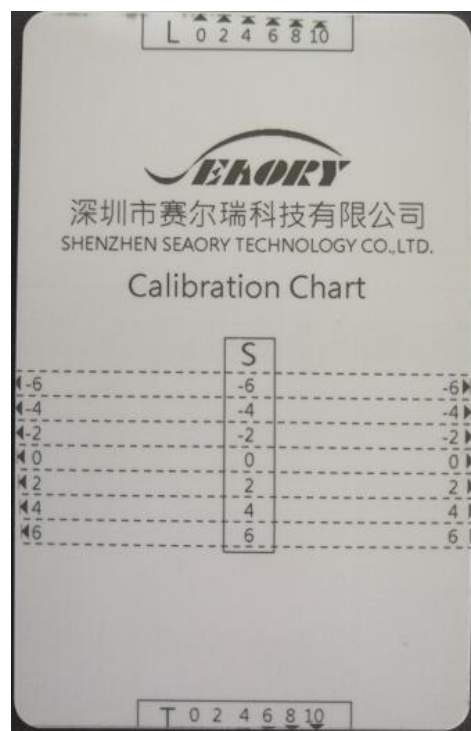 L 0 2 4 6 8 10
SEAORY
深圳市赛尔瑞科技有限公司
SHENZHEN SEAORY TECHNOLOGY CO.,LTD.
Calibration Chart
S
-6 -6 -6
-4 -4 -4
-2 -2 -2
0 0 0
2 2 2
4 4 4
6 6 6
T 0 2 4 6 8 10